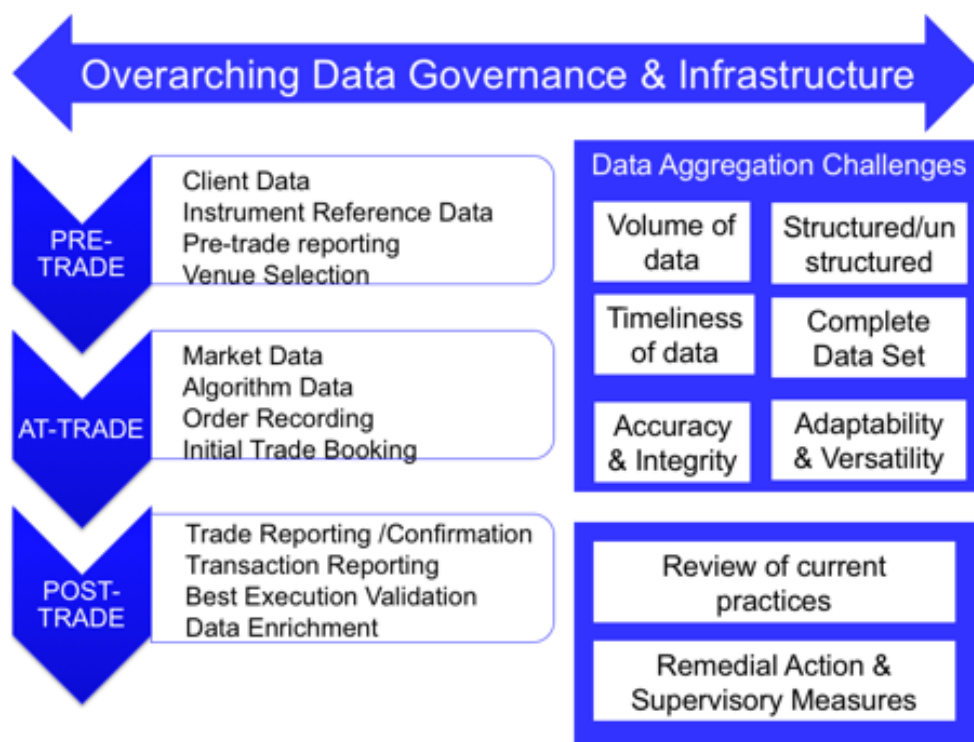 Overarching Data Governance & Infrastructure
PRE-
TRADE
Client Data
Instrument Reference Data
Pre-trade reporting
Venue Selection
AT-TRADE
Market Data
Algorithm Data
Order Recording
Initial Trade Booking
POST-
TRADE
Trade Reporting /Confirmation
Transaction Reporting
Best Execution Validation
Data Enrichment
Data Aggregation Challenges
Volume of
data
Structured/un
structured
Timeliness
of data
Complete
Data Set
Accuracy
& Integrity
Adaptability
& Versatility
Review of current
practices
Remedial Action &
Supervisory Measures